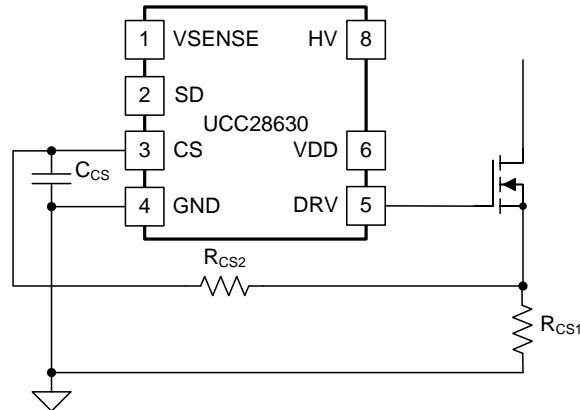 1 VSENSE HV 8
2 SD
UCC28630
3 CS VDD 6
C_CS
4 GND DRV 5
R_CS2
R_CS1